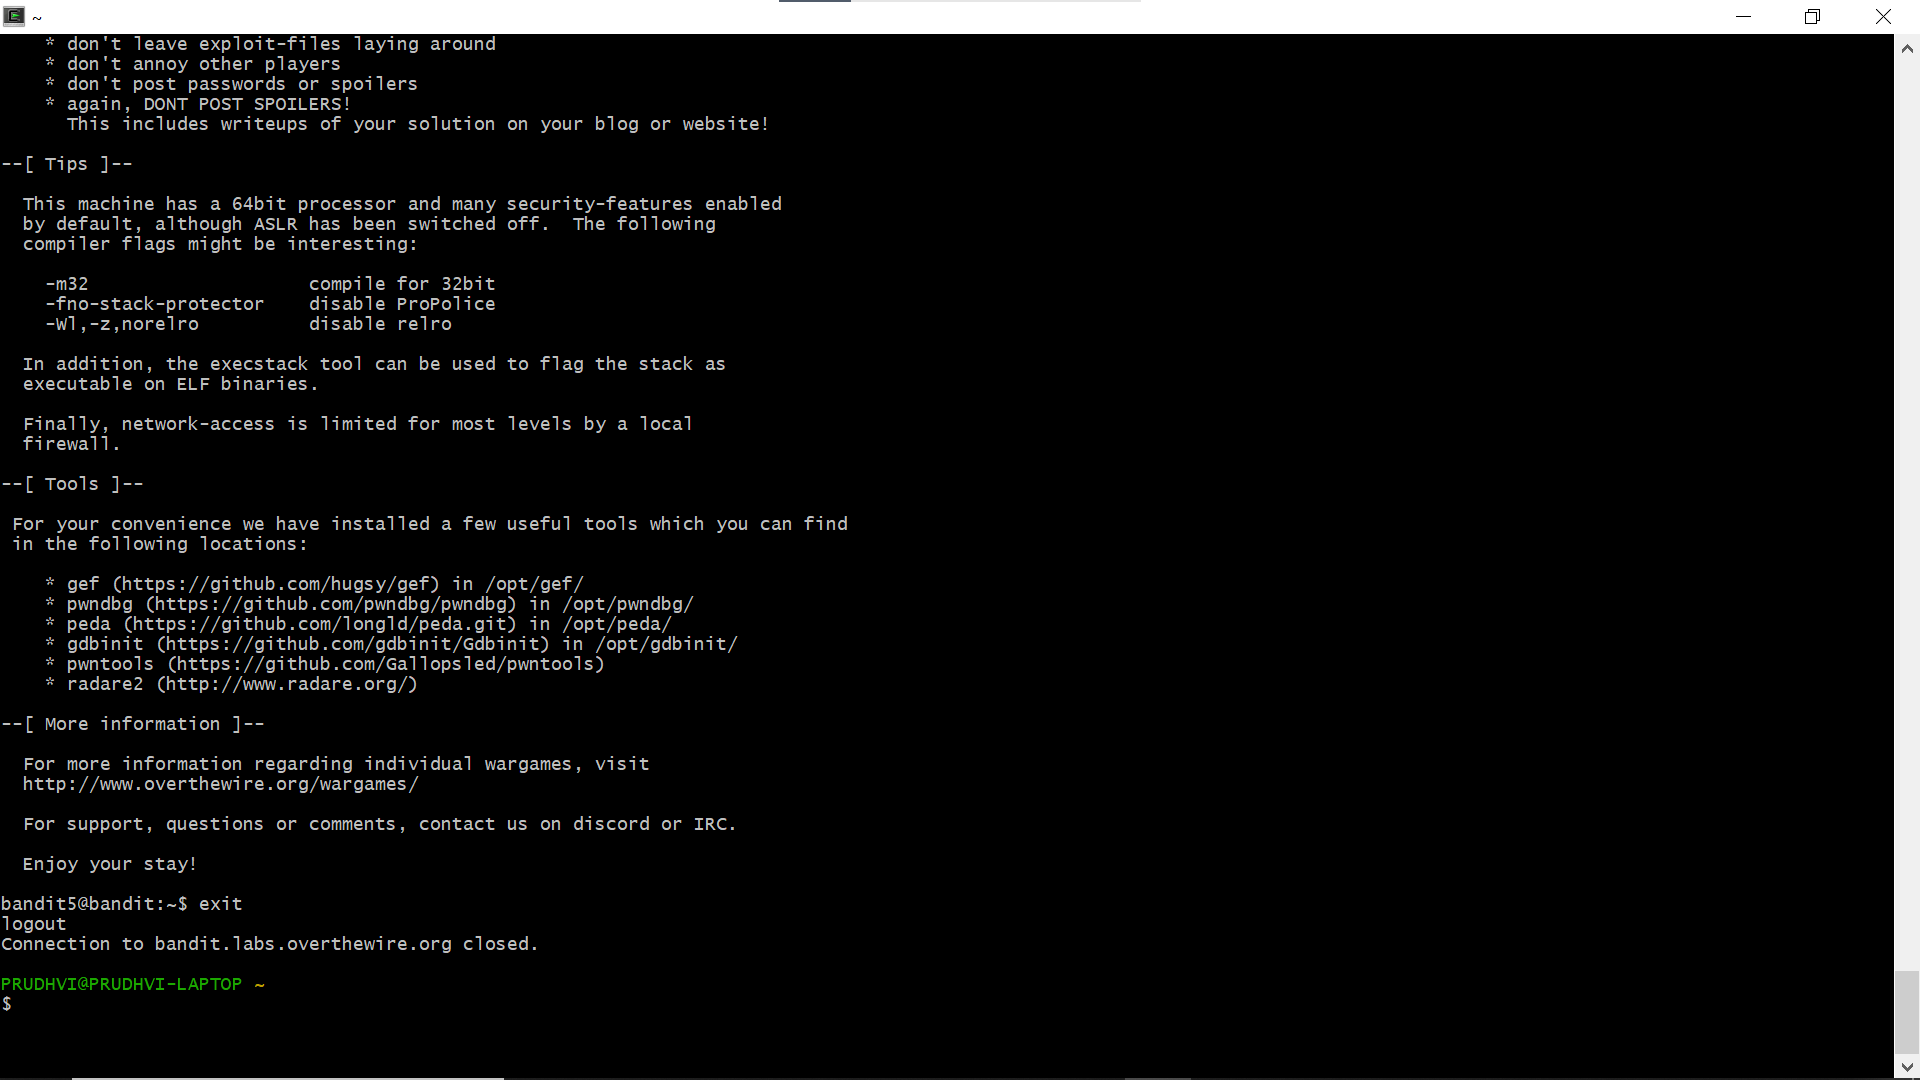 ~
* don't leave exploit-files laying around
* don't annoy other players
* don't post passwords or spoilers
* again, DONT POST SPOILERS!
This includes writeups of your solution on your blog or website!
--[ Tips ]--
This machine has a 64bit processor and many security-features enabled
by default, although ASLR has been switched off.  The following
compiler flags might be interesting:
-m32                    compile for 32bit
-fno-stack-protector    disable ProPolice
-Wl,-z,norelro          disable relro
In addition, the execstack tool can be used to flag the stack as
executable on ELF binaries.
Finally, network-access is limited for most levels by a local
firewall.
--[ Tools ]--
For your convenience we have installed a few useful tools which you can find
in the following locations:
* gef (https://github.com/hugsy/gef) in /opt/gef/
* pwndbg (https://github.com/pwndbg/pwndbg) in /opt/pwndbg/
* peda (https://github.com/longld/peda.git) in /opt/peda/
* gdbinit (https://github.com/gdbinit/Gdbinit) in /opt/gdbinit/
* pwntools (https://github.com/Gallopsled/pwntools)
* radare2 (http://www.radare.org/)
--[ More information ]--
For more information regarding individual wargames, visit
http://www.overthewire.org/wargames/
For support, questions or comments, contact us on discord or IRC.
Enjoy your stay!
bandit5@bandit:~$ exit
logout
Connection to bandit.labs.overthewire.org closed.
PRUDHVI@PRUDHVI-LAPTOP ~
$